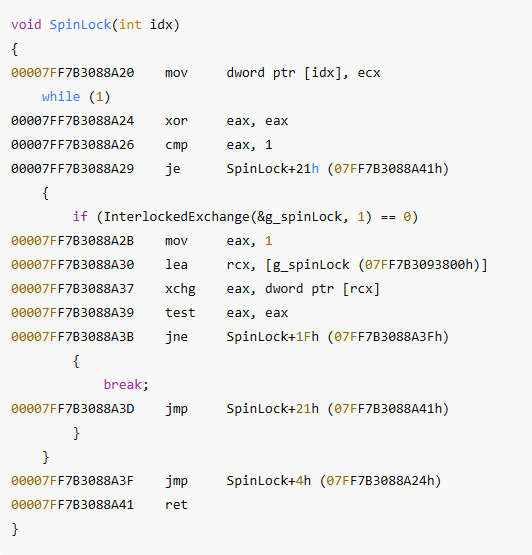 void SpinLock(int idx)
{
00007FF7B3088A20 mov dword ptr [idx], ecx
while (1)
00007FF7B3088A24 xor eax, eax
00007FF7B3088A26 cmp eax, 1
00007FF7B3088A29 je SpinLock+21h (07FF7B3088A41h)
{
if (InterlockedExchange(&g_spinLock, 1) == 0)
00007FF7B3088A2B mov eax, 1
00007FF7B3088A30 lea rcx, [g_spinLock (07FF7B3093800h)]
00007FF7B3088A37 xchg eax, dword ptr [rcx]
00007FF7B3088A39 test eax, eax
00007FF7B3088A3B jne SpinLock+1Fh (07FF7B3088A3Fh)
{
break;
00007FF7B3088A3D jmp SpinLock+21h (07FF7B3088A41h)
}
}
00007FF7B3088A3F jmp SpinLock+4h (07FF7B3088A24h)
00007FF7B3088A41 ret
}